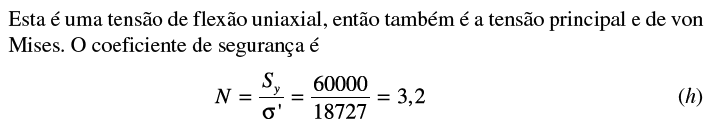 Esta é uma tensão de flexão uniaxial, então também é a tensão principal e de von
Mises. O coeficiente de segurança é
N = S_y / σ' = 60000 / 18727 = 3,2 (h)